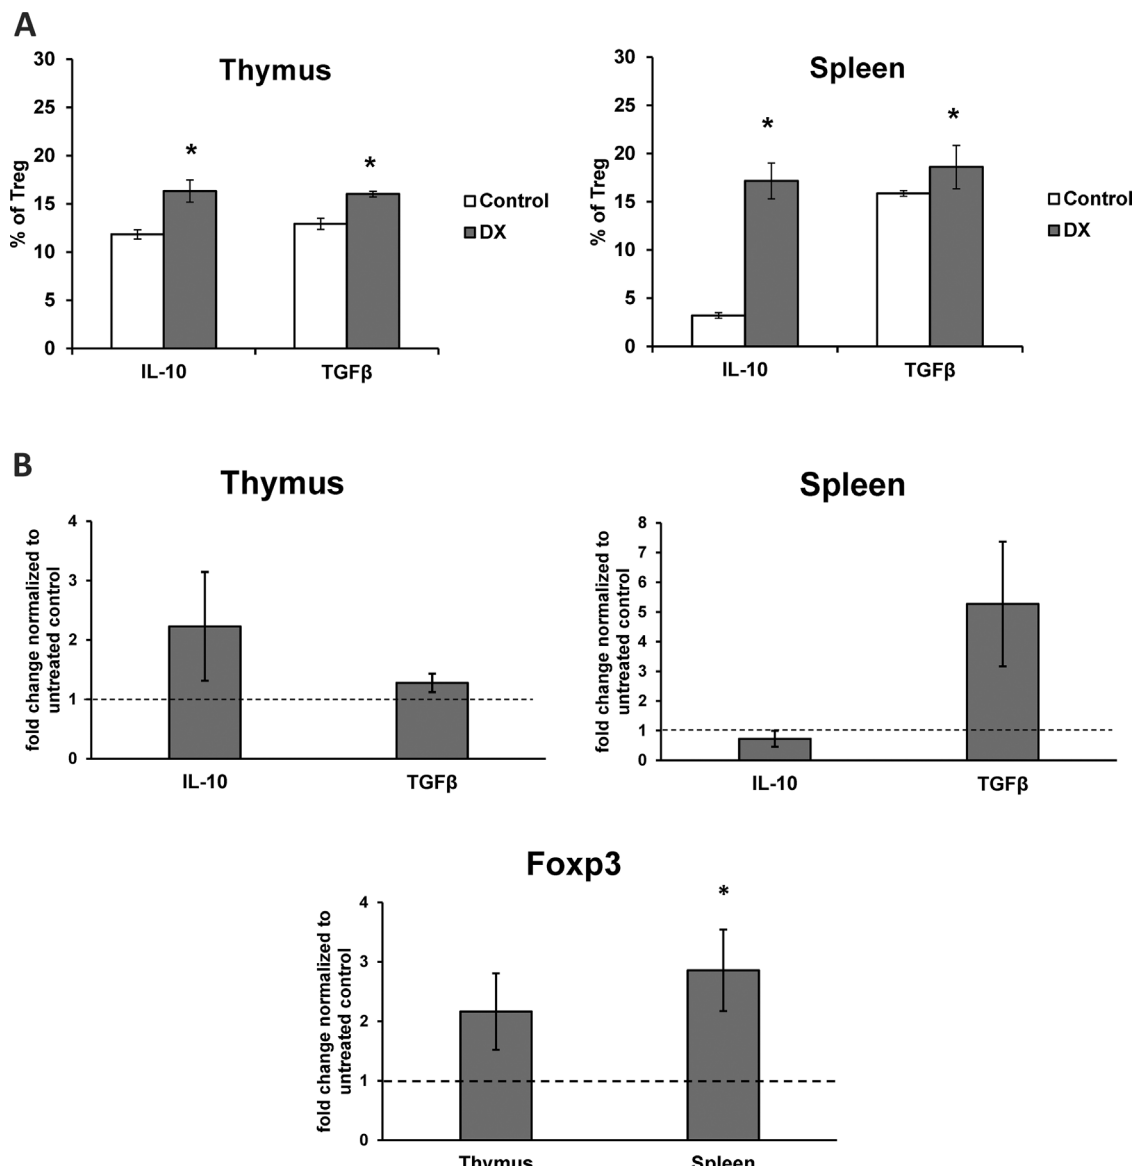 A
Thymus
% of Treg
30
25
20
15
10
5
0
*
*
IL-10
TGFβ
Control
DX
Spleen
% of Treg
30
25
20
15
10
5
0
*
*
IL-10
TGFβ
Control
DX
B
Thymus
fold change normalized to
untreated control
4
3
2
1
0
IL-10
TGFβ
Spleen
fold change normalized to
untreated control
8
7
6
5
4
3
2
1
0
IL-10
TGFβ
Foxp3
fold change normalized to
untreated control
4
3
2
1
0
*
Thymus
Spleen